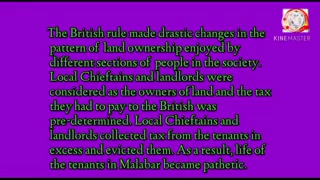 The British rule made drastic changes in the
pattern of land ownership enjoyed by
different sections of people in the society.
Local Chieftains and landlords were
considered as the owners of land and the tax
they had to pay to the British was
pre-determined. Local Chieftains and
landlords collected tax from the tenants in
excess and evicted them. As a result, life of
the tenants in Malabar became pathetic.
KINEMASTER